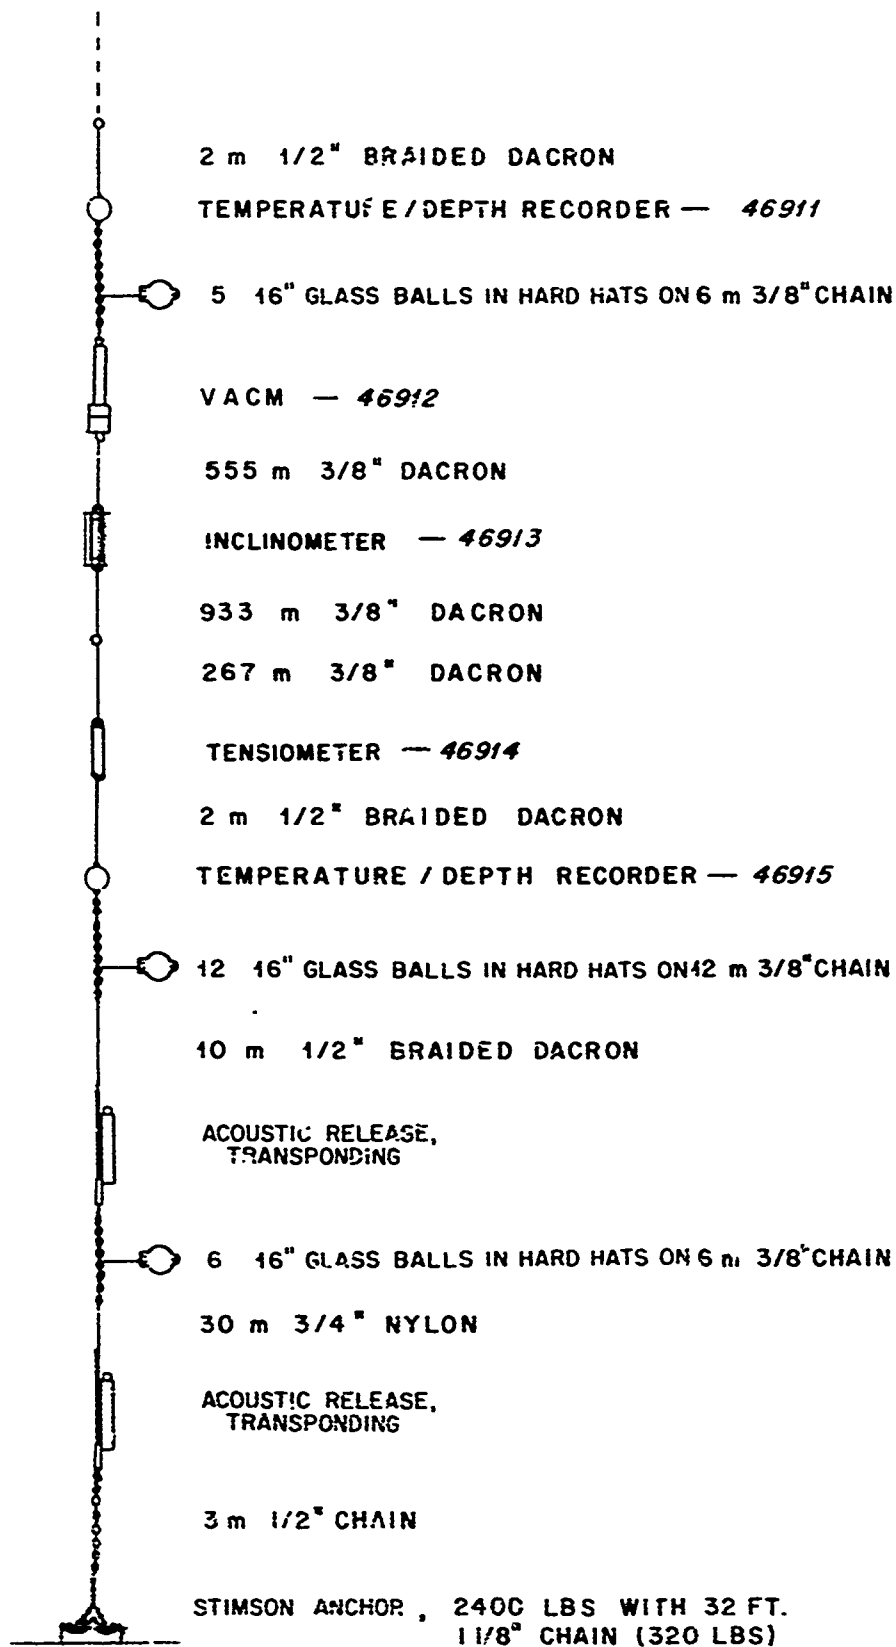 2 m 1/2" BRAIDED DACRON
TEMPERATURE/DEPTH RECORDER — 46911
5 16" GLASS BALLS IN HARD HATS ON 6 m 3/8" CHAIN
VACM — 46912
555 m 3/8" DACRON
INCLINOMETER — 46913
933 m 3/8" DACRON
267 m 3/8" DACRON
TENSIOMETER — 46914
2 m 1/2" BRAIDED DACRON
TEMPERATURE / DEPTH RECORDER — 46915
12 16" GLASS BALLS IN HARD HATS ON 12 m 3/8" CHAIN
10 m 1/2" BRAIDED DACRON
ACOUSTIC RELEASE,
TRANSPONDING
6 16" GLASS BALLS IN HARD HATS ON 6 m 3/8" CHAIN
30 m 3/4" NYLON
ACOUSTIC RELEASE,
TRANSPONDING
3 m 1/2" CHAIN
STIMSON ANCHOR, 2400 LBS WITH 32 FT.
1 1/8" CHAIN (320 LBS)